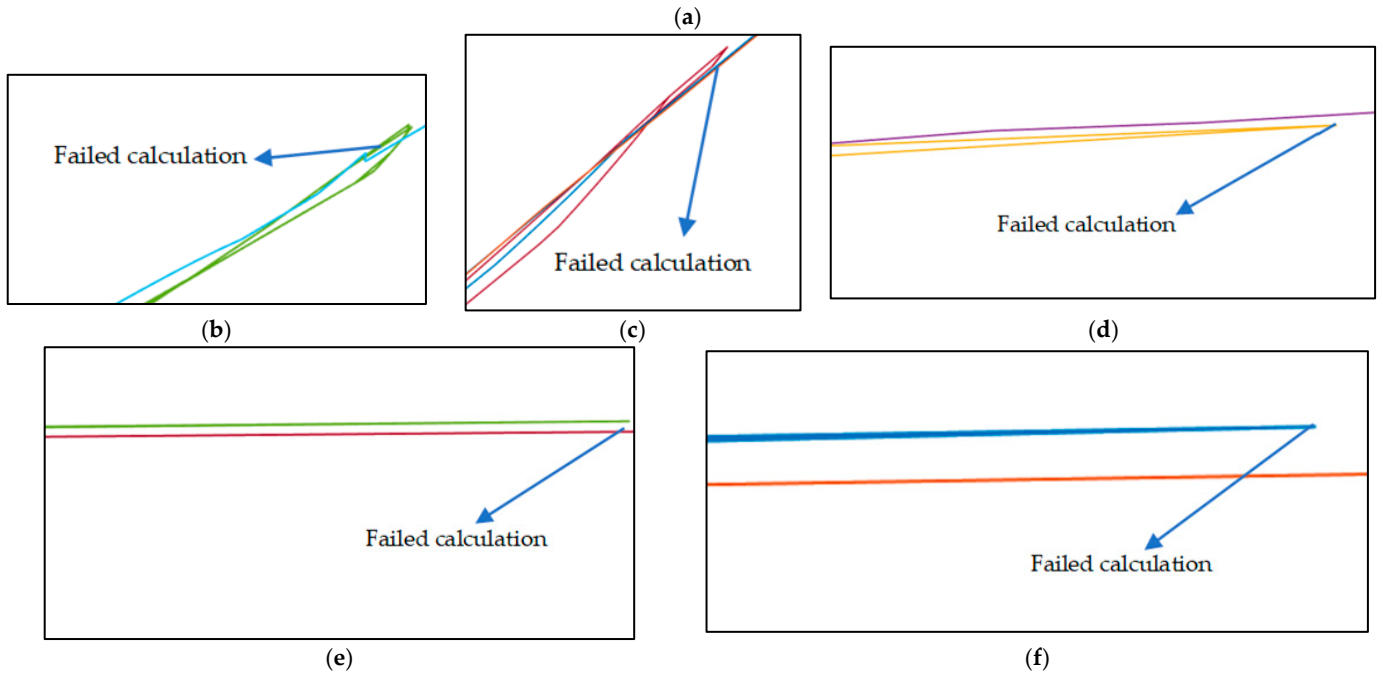 (a)
Failed calculation
Failed calculation
Failed calculation
(b)
(c)
(d)
Failed calculation
Failed calculation
(e)
(f)